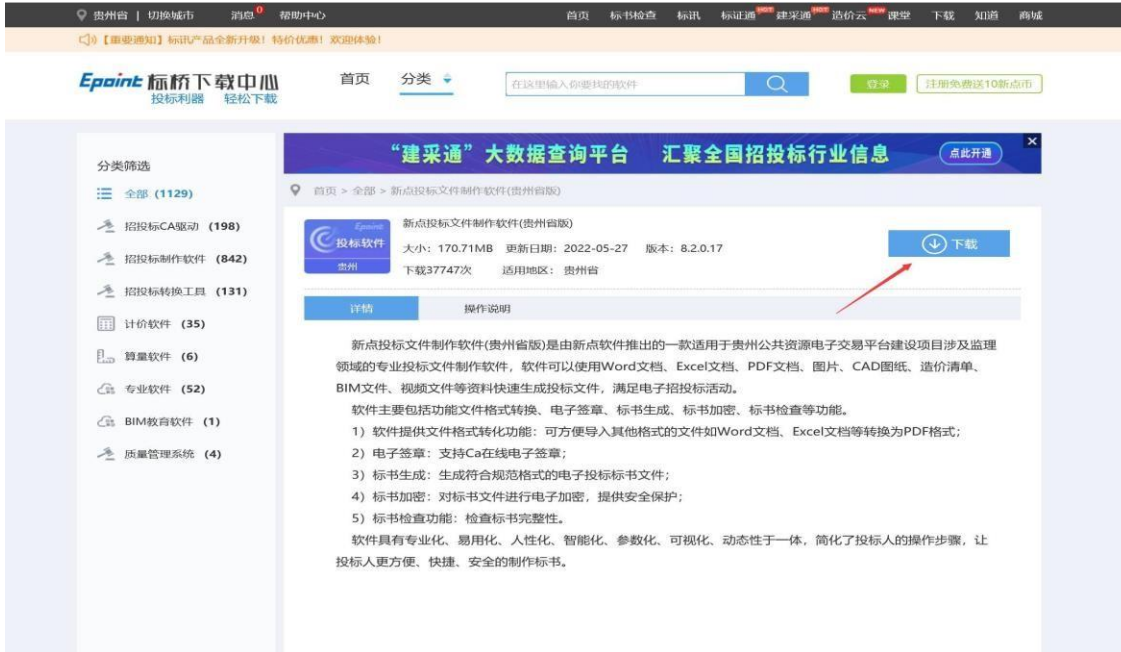 贵州省 | 切换城市 消息0 帮助中心 首页 标书检查 标讯 标证通HOT 建采通HOT 造价云NEW 课堂 下载 知道 商城
【重要通知】标讯产品全新升级！特价优惠！欢迎体验！
Epoint 标桥下载中心
投标利器 轻松下载
首页 分类
在这里输入你要找的软件
登录 注册免费送10新点币
分类筛选
全部 (1129)
招投标CA驱动 (198)
招投标制作软件 (842)
招投标转换工具 (131)
计价软件 (35)
算量软件 (6)
专业软件 (52)
BIM教育软件 (1)
质量管理系统 (4)
“建采通”大数据查询平台 汇聚全国招投标行业信息 点此开通
首页 > 全部 > 新点投标文件制作软件(贵州省版)
Epoint
投标软件
贵州
新点投标文件制作软件(贵州省版)
大小：170.71MB 更新日期：2022-05-27 版本：8.2.0.17
下载37747次 适用地区：贵州省
下载
详情 操作说明
新点投标文件制作软件(贵州省版)是由新点软件推出的一款适用于贵州公共资源电子交易平台建设项目涉及监理
领域的专业投标文件制作软件，软件可以使用Word文档、Excel文档、PDF文档、图片、CAD图纸、造价清单、
BIM文件、视频文件等资料快速生成投标文件，满足电子招投标活动。
软件主要包括功能文件格式转换、电子签章、标书生成、标书加密、标书检查等功能。
1）软件提供文件格式转化功能：可方便导入其他格式的文件如Word文档、Excel文档等转换为PDF格式；
2）电子签章：支持Ca在线电子签章；
3）标书生成：生成符合规范格式的电子投标标书文件；
4）标书加密：对标书文件进行电子加密，提供安全保护；
5）标书检查功能：检查标书完整性。
软件具有专业化、易用化、人性化、智能化、参数化、可视化、动态性于一体，简化了投标人的操作步骤，让
投标人更方便、快捷、安全的制作标书。